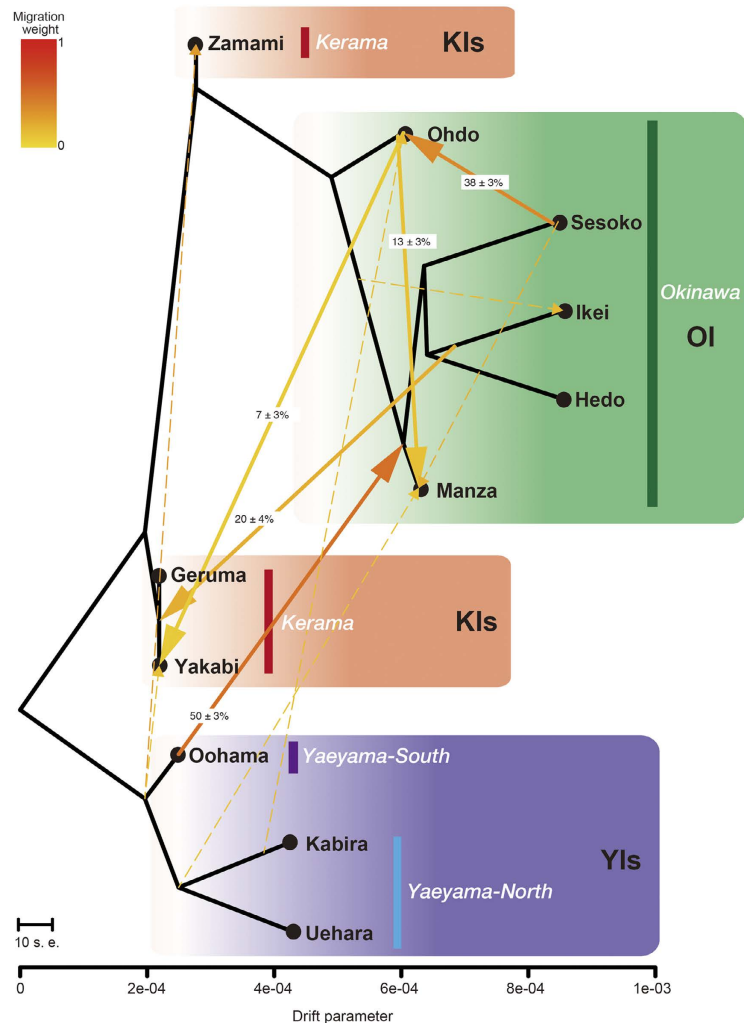 Migration
weight
1
0
Zamami
Kerama
KIs
Ohdo
38 ± 3%
Sesoko
13 ± 3%
Okinawa
Ikei
OI
Hedo
7 ± 3%
Manza
20 ± 4%
Geruma
Kerama
KIs
Yakabi
50 ± 3%
Oohama
Yaeyama-South
Kabira
YIs
Yaeyama-North
Uehara
10 s. e.
0
2e-04
4e-04
6e-04
8e-04
1e-03
Drift parameter